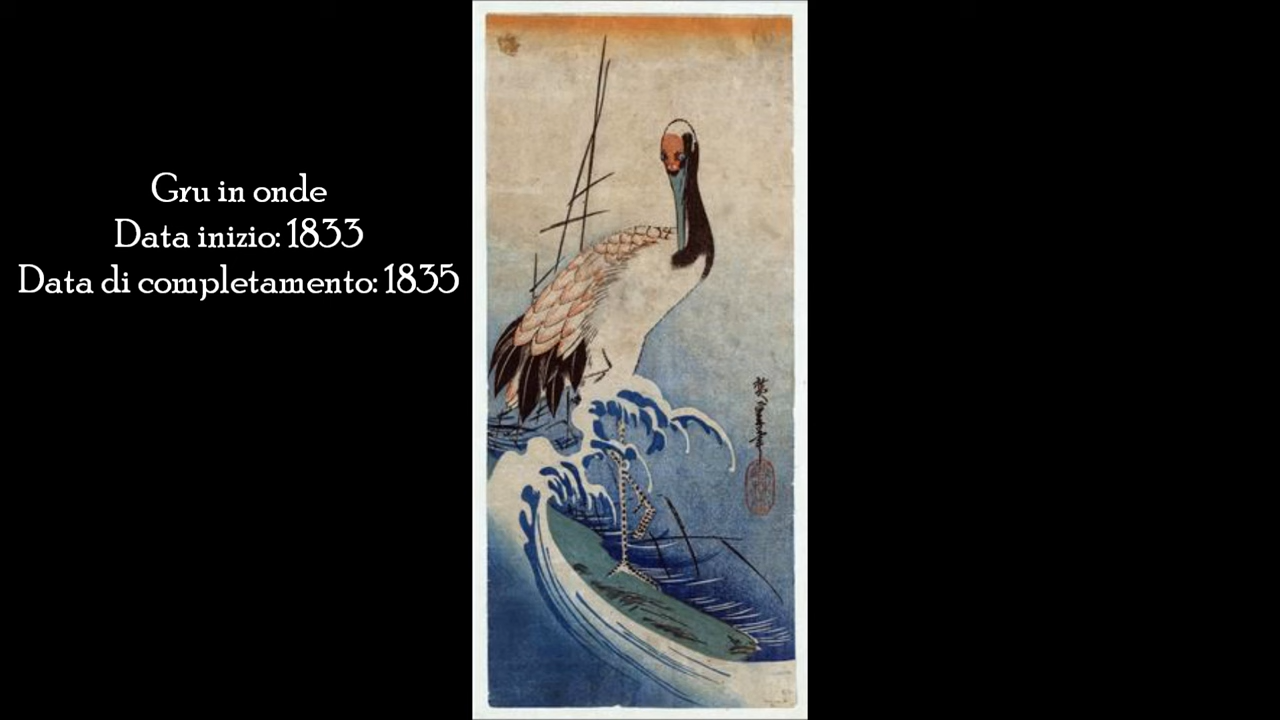 Gru in onde
Data inizio: 1833
Data di completamento: 1835